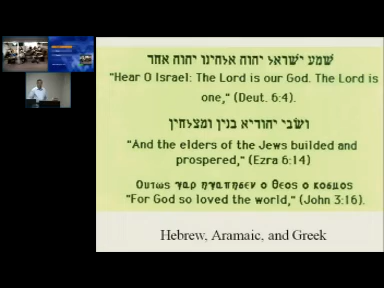 שמע ישראל יהוה אלהינו יהוה אחד
"Hear O Israel: The Lord is our God. The Lord is
one," (Deut. 6:4).
ושבי יהודיא בנין ומצלחין
"And the elders of the Jews builded and
prospered," (Ezra 6:14)
Ουτως γαρ ηγαπησεν ο θεος ο κοσμος
"For God so loved the world," (John 3:16).
Hebrew, Aramaic, and Greek